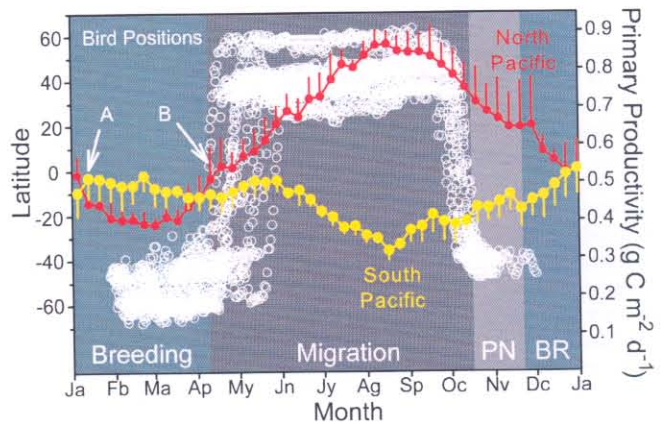 Bird Positions
North
Pacific
A
B
South
Pacific
Breeding
Migration
PN
BR
60
40
20
0
-20
-40
-60
Latitude
0.9
0.8
0.7
0.6
0.5
0.4
0.3
0.2
0.1
Primary Productivity (g C m-2 d-1)
Ja Fb Ma Ap My Jn Jy Ag Sp Oc Nv Dc Ja
Month